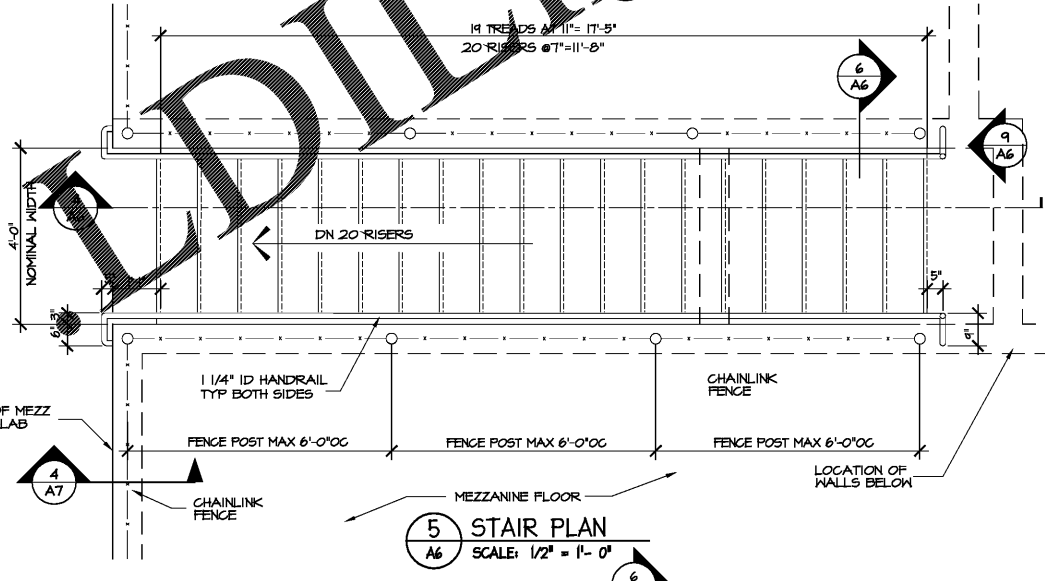 19 TREADS AT 11"= 17'-5"
20 RISERS @7"=11'-8"
6
A6
9
A6
4'-0"
NOMINAL WIDTH
DN 20 RISERS
5"
6" 3"
9"
1 1/4" ID HANDRAIL
TYP BOTH SIDES
CHAINLINK
FENCE
OF MEZZ
LAB
FENCE POST MAX 6'-0"OC
FENCE POST MAX 6'-0"OC
FENCE POST MAX 6'-0"OC
4
A7
CHAINLINK
FENCE
MEZZANINE FLOOR
LOCATION OF
WALLS BELOW
5
A6
STAIR PLAN
SCALE: 1/2" = 1'- 0"
6